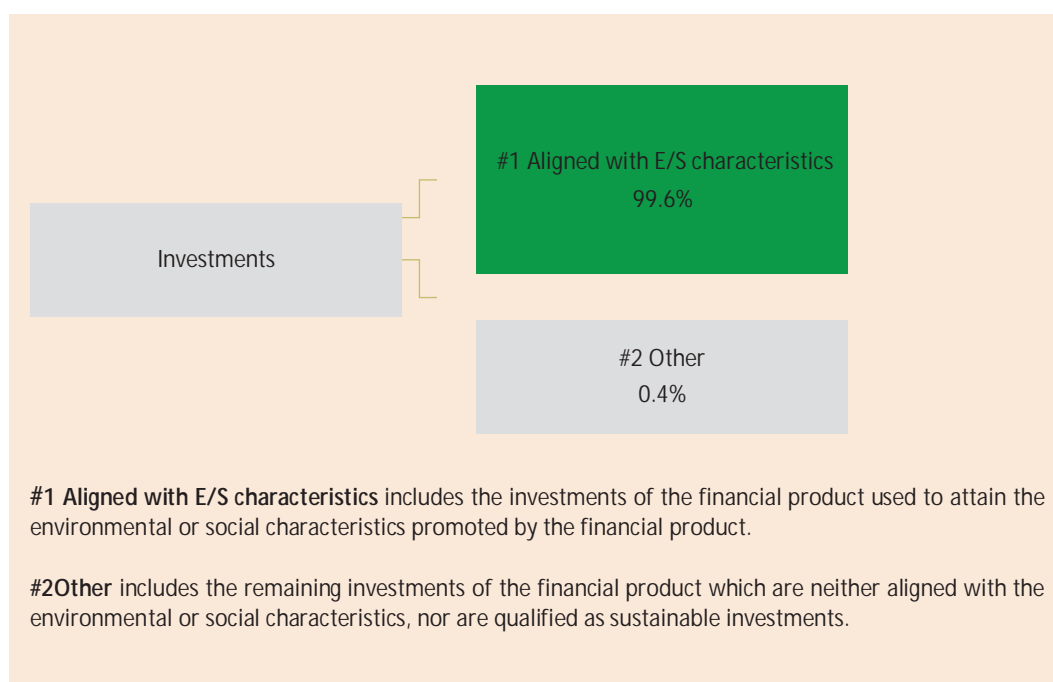 #1 Aligned with E/S characteristics
99.6%
Investments
#2 Other
0.4%
#1 Aligned with E/S characteristics includes the investments of the financial product used to attain the
environmental or social characteristics promoted by the financial product.
#2Other includes the remaining investments of the financial product which are neither aligned with the
environmental or social characteristics, nor are qualified as sustainable investments.